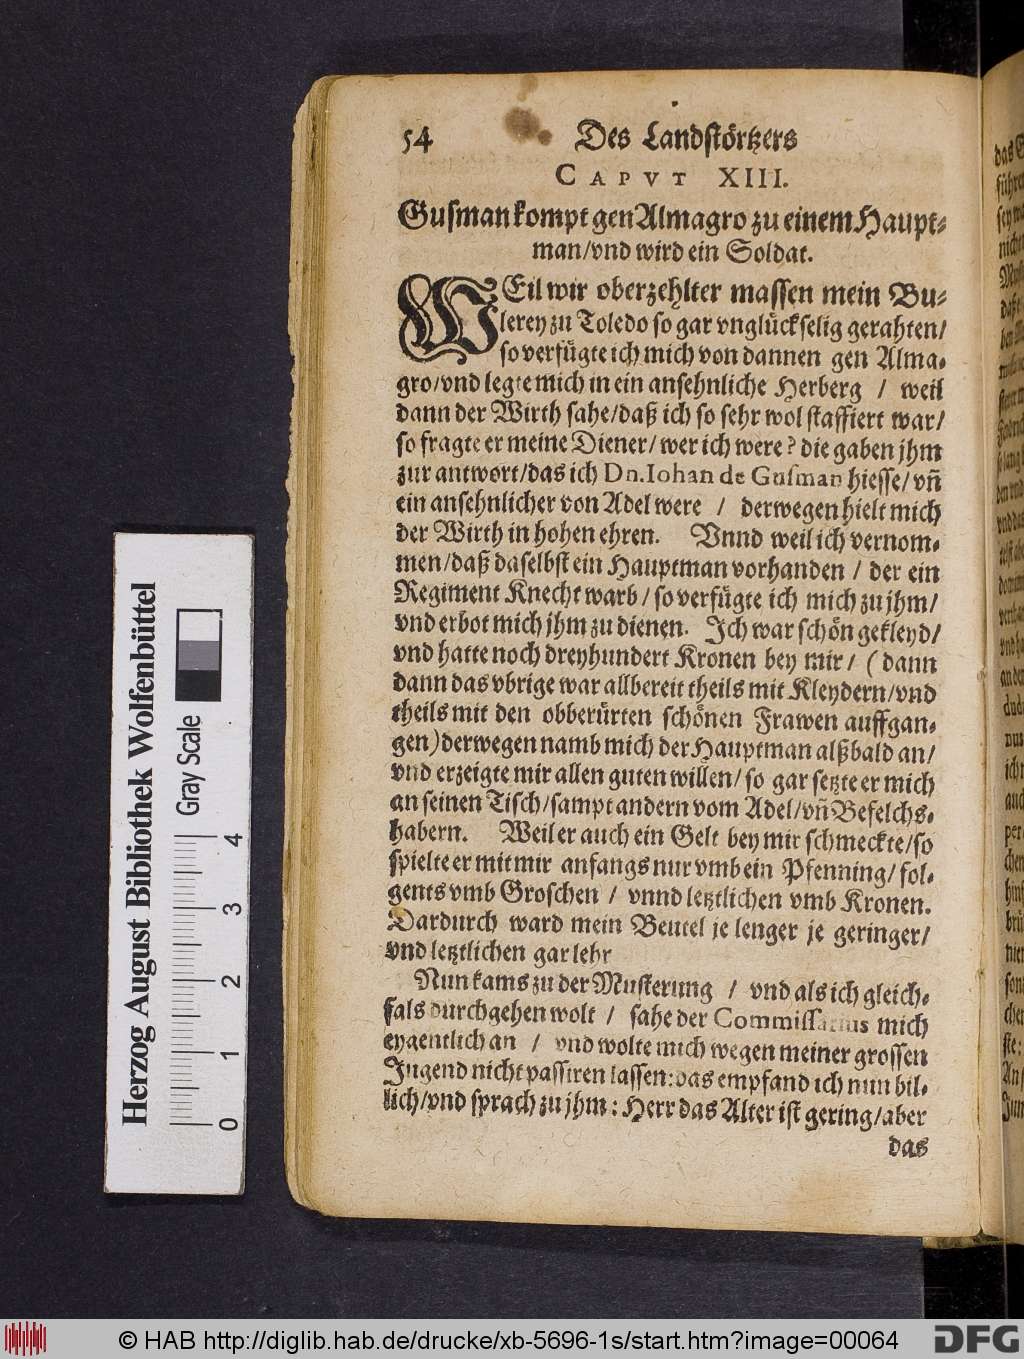 54 Des Landstörtzers
CAPVT XIII.
Gusman kompt gen Almagro zu einem Haupt-
man/vnd wird ein Soldat.
WEil wir oberzehlter massen mein Bu-
lerey zu Toledo so gar vnglückselig gerahten/
so verfügte ich mich von dannen gen Alma-
gro/vnd legte mich in ein ansehnliche Herberg / weil
dann der Wirth sahe/daß ich so sehr wol staffiert war/
so fragte er meine Diener/wer ich were? die gaben jhm
zur antwort/das ich Dn. Iohan de Gusman hiesse/vñ
ein ansehnlicher von Adel were / derwegen hielt mich
der Wirth in hohen ehren. Vnnd weil ich vernom-
men/daß daselbst ein Hauptman vorhanden / der ein
Regiment Knecht warb/so verfügte ich mich zu jhm/
vnd erbot mich jhm zu dienen. Ich war schön gekleyd/
vnd hatte noch dreyhundert Kronen bey mir/ (dann
dann das vbrige war allbereit theils mit Kleydern/vnd
theils mit den obberürten schönen Frawen auffgan-
gen) derwegen namb mich der Hauptman alßbald an/
vnd erzeigte mir allen guten willen/so gar setzte er mich
an seinen Tisch/sampt andern vom Adel/vñ Befelchs-
habern. Weil er auch ein Gelt bey mir schmeckte/so
spielte er mit mir anfangs nur vmb ein Pfenning/fol-
gents vmb Groschen / vnnd letztlichen vmb Kronen.
Dardurch ward mein Beutel je lenger je geringer/
vnd letztlichen gar lehr
Nun kams zu der Musterung / vnd als ich gleich-
fals durchgehen wolt / sahe der Commissarius mich
eygentlich an / vnd wolte mich wegen meiner grossen
Jugend nicht passiren lassen: das empfand ich nun bil-
lich/vnd sprach zu jhm: Herr das Alter ist gering/aber
das
Herzog August Bibliothek Wolfenbüttel
Gray Scale
0 1 2 3 4
© HAB http://diglib.hab.de/drucke/xb-5696-1s/start.htm?image=00064
DFG